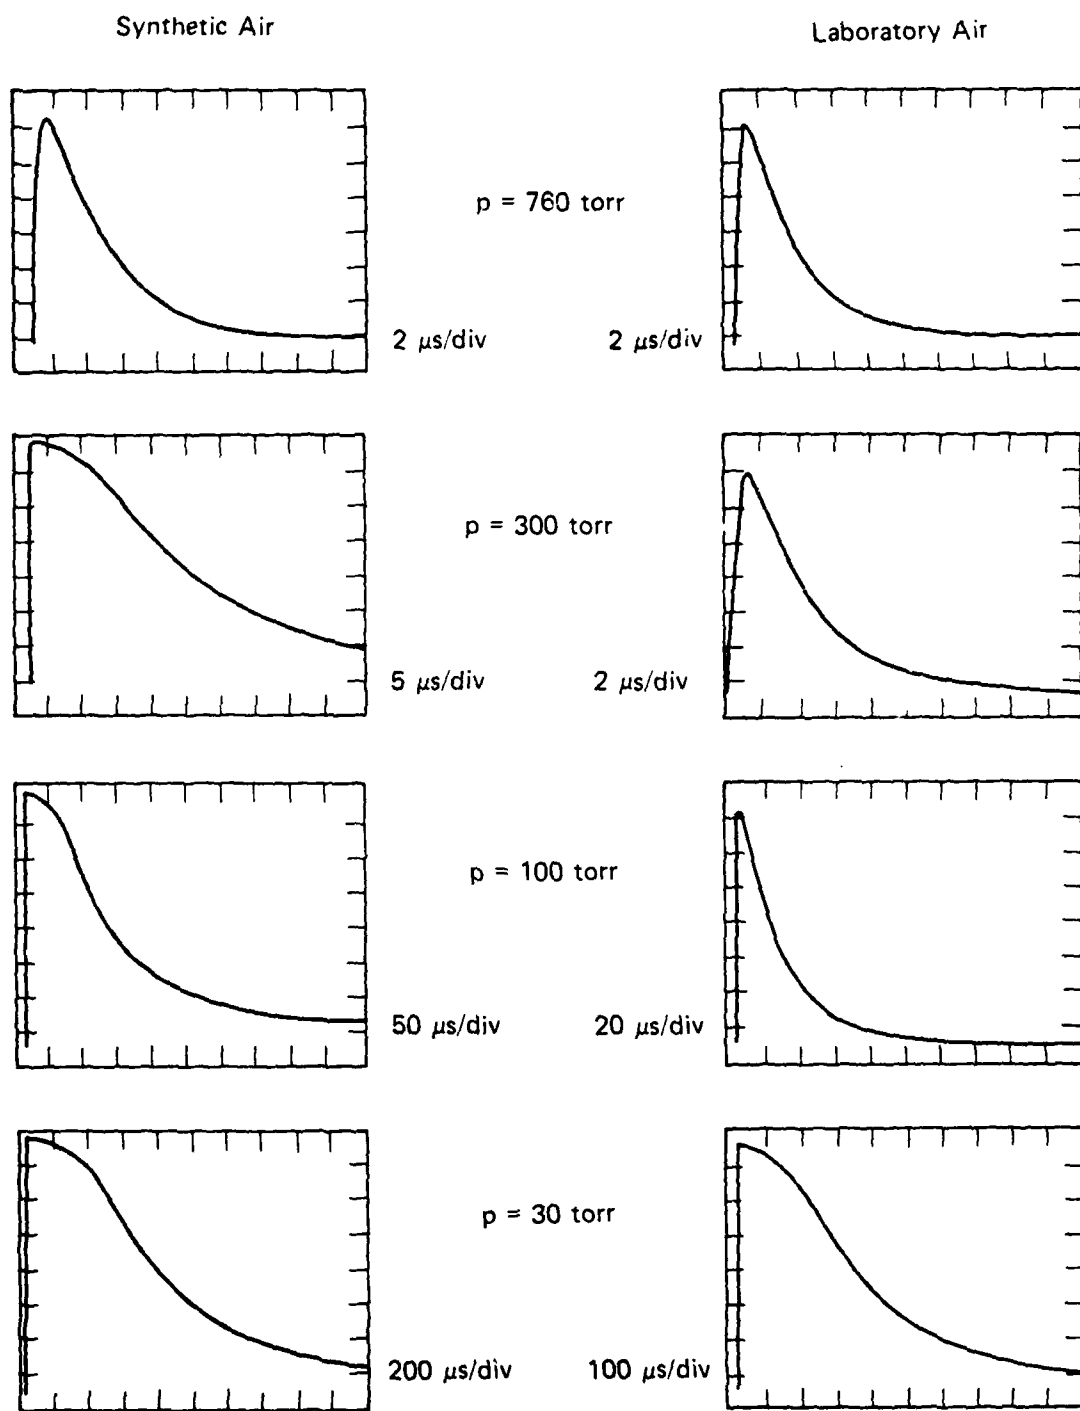 Synthetic Air
Laboratory Air
p = 760 torr
2 μs/div
2 μs/div
p = 300 torr
5 μs/div
2 μs/div
p = 100 torr
50 μs/div
20 μs/div
p = 30 torr
200 μs/div
100 μs/div